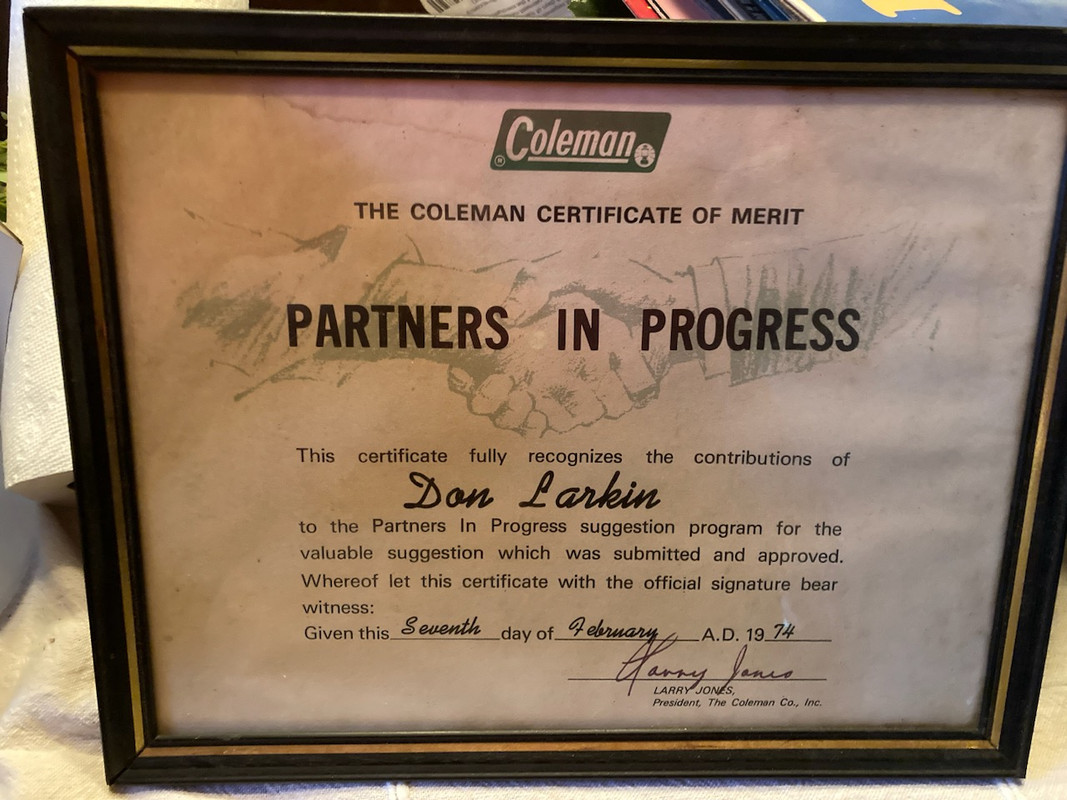 Coleman
THE COLEMAN CERTIFICATE OF MERIT
PARTNERS IN PROGRESS
This certificate fully recognizes the contributions of
Don Larkin
to the Partners In Progress suggestion program for the
valuable suggestion which was submitted and approved.
Whereof let this certificate with the official signature bear
witness:
Given this Seventh day of February A.D. 19 74
Larry Jones
LARRY JONES,
President, The Coleman Co., Inc.